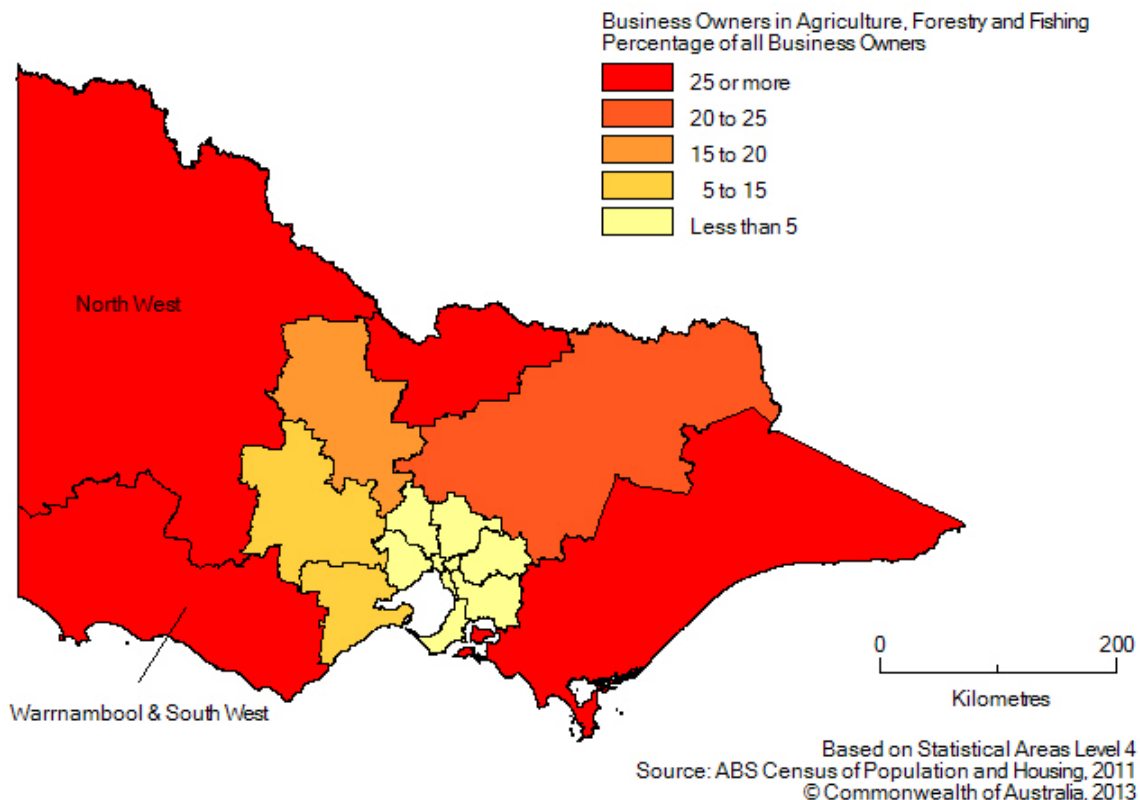 Business Owners in Agriculture, Forestry and Fishing
Percentage of all Business Owners
25 or more
20 to 25
15 to 20
5 to 15
Less than 5
North West
Warrnambool & South West
0 200
Kilometres
Based on Statistical Areas Level 4
Source: ABS Census of Population and Housing, 2011
© Commonwealth of Australia, 2013